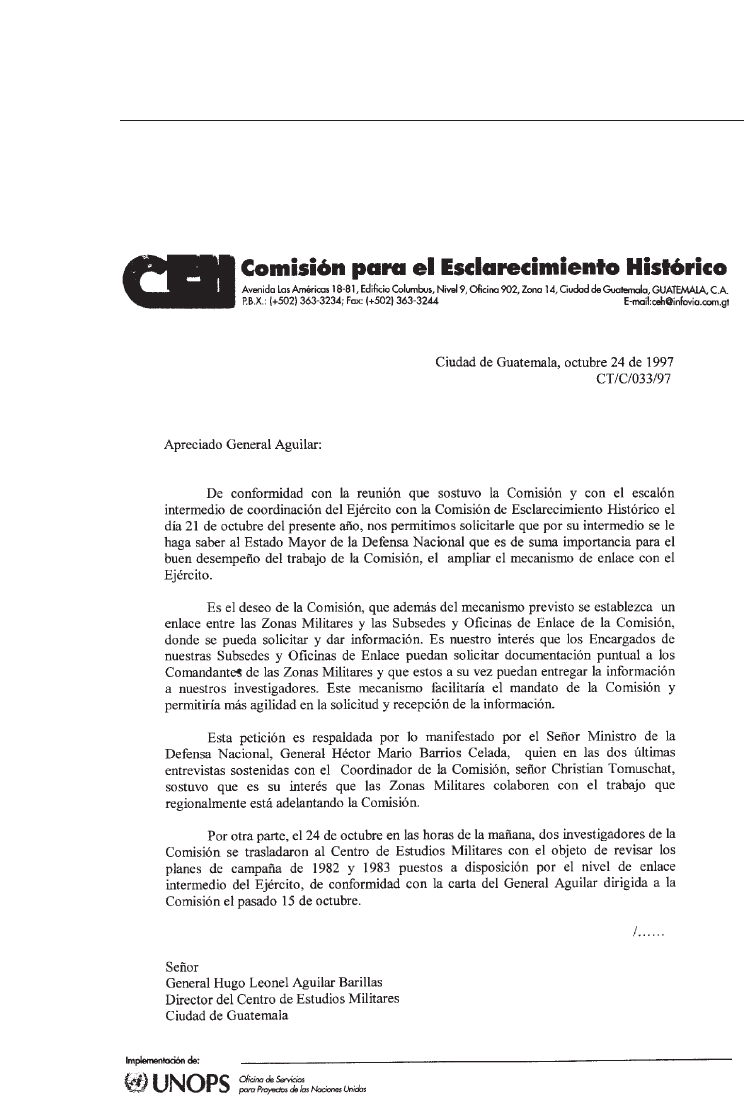 CEH Comisión para el Esclarecimiento Histórico
Avenida Las Américas 18-81, Edificio Columbus, Nivel 9, Oficina 902, Zona 14, Ciudad de Guatemala, GUATEMALA, C.A.
P.B.X.: (+502) 363-3234; Fax: (+502) 363-3244 E-mail:ceh@infovia.com.gt
Ciudad de Guatemala, octubre 24 de 1997
CT/C/033/97
Apreciado General Aguilar:
De conformidad con la reunión que sostuvo la Comisión y con el escalón
intermedio de coordinación del Ejército con la Comisión de Esclarecimiento Histórico el
día 21 de octubre del presente año, nos permitimos solicitarle que por su intermedio se le
haga saber al Estado Mayor de la Defensa Nacional que es de suma importancia para el
buen desempeño del trabajo de la Comisión, el ampliar el mecanismo de enlace con el
Ejército.
Es el deseo de la Comisión, que además del mecanismo previsto se establezca un
enlace entre las Zonas Militares y las Subsedes y Oficinas de Enlace de la Comisión,
donde se pueda solicitar y dar información. Es nuestro interés que los Encargados de
nuestras Subsedes y Oficinas de Enlace puedan solicitar documentación puntual a los
Comandantes de las Zonas Militares y que estos a su vez puedan entregar la información
a nuestros investigadores. Este mecanismo facilitaría el mandato de la Comisión y
permitiría más agilidad en la solicitud y recepción de la información.
Esta petición es respaldada por lo manifestado por el Señor Ministro de la
Defensa Nacional, General Héctor Mario Barrios Celada, quien en las dos últimas
entrevistas sostenidas con el Coordinador de la Comisión, señor Christian Tomuschat,
sostuvo que es su interés que las Zonas Militares colaboren con el trabajo que
regionalmente está adelantando la Comisión.
Por otra parte, el 24 de octubre en las horas de la mañana, dos investigadores de la
Comisión se trasladaron al Centro de Estudios Militares con el objeto de revisar los
planes de campaña de 1982 y 1983 puestos a disposición por el nivel de enlace
intermedio del Ejército, de conformidad con la carta del General Aguilar dirigida a la
Comisión el pasado 15 de octubre.
/......
Señor
General Hugo Leonel Aguilar Barillas
Director del Centro de Estudios Militares
Ciudad de Guatemala
Implementación de:
UNOPS Oficina de Servicios
para Proyectos de las Naciones Unidas